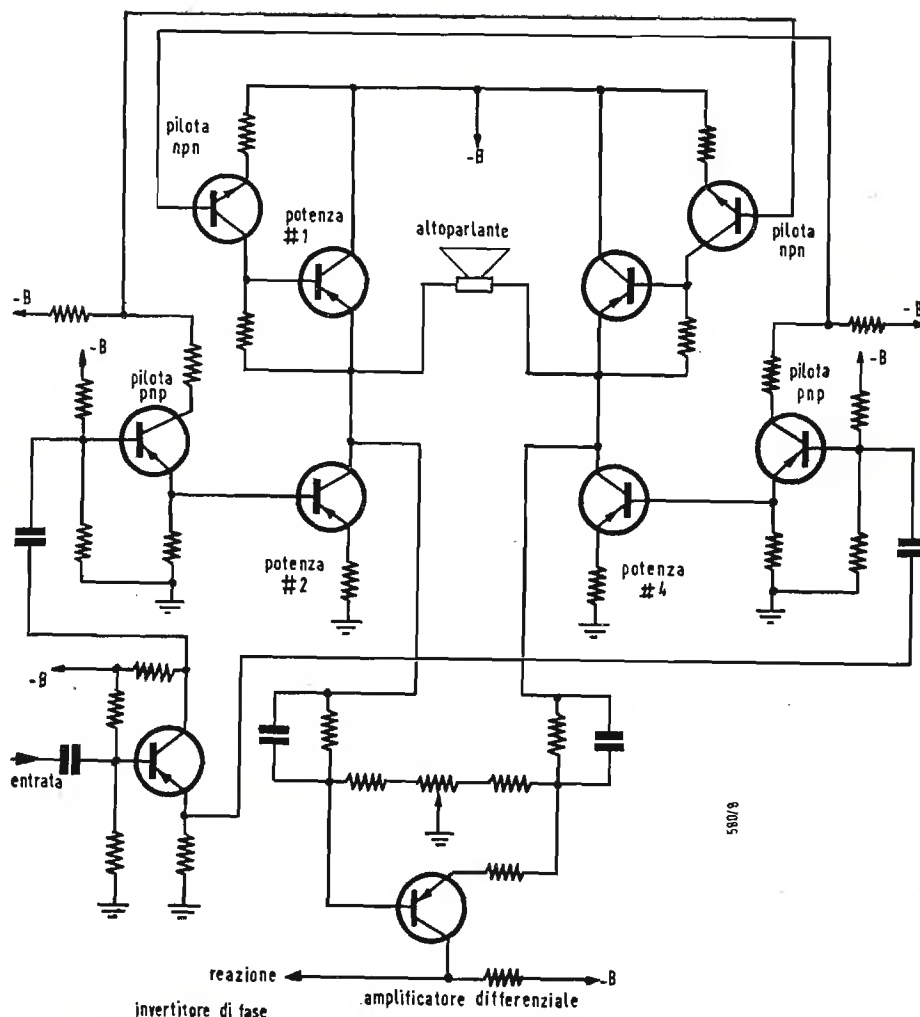 pilota
npn
-B
potenza
#1
altoparlante
pilota
npn
-B
-B
pilota
pnp
-B
-B
pilota
pnp
potenza
#2
potenza
#4
-B
entrata
580/8
reazione
-B
amplificatore differenziale
invertitore di fase